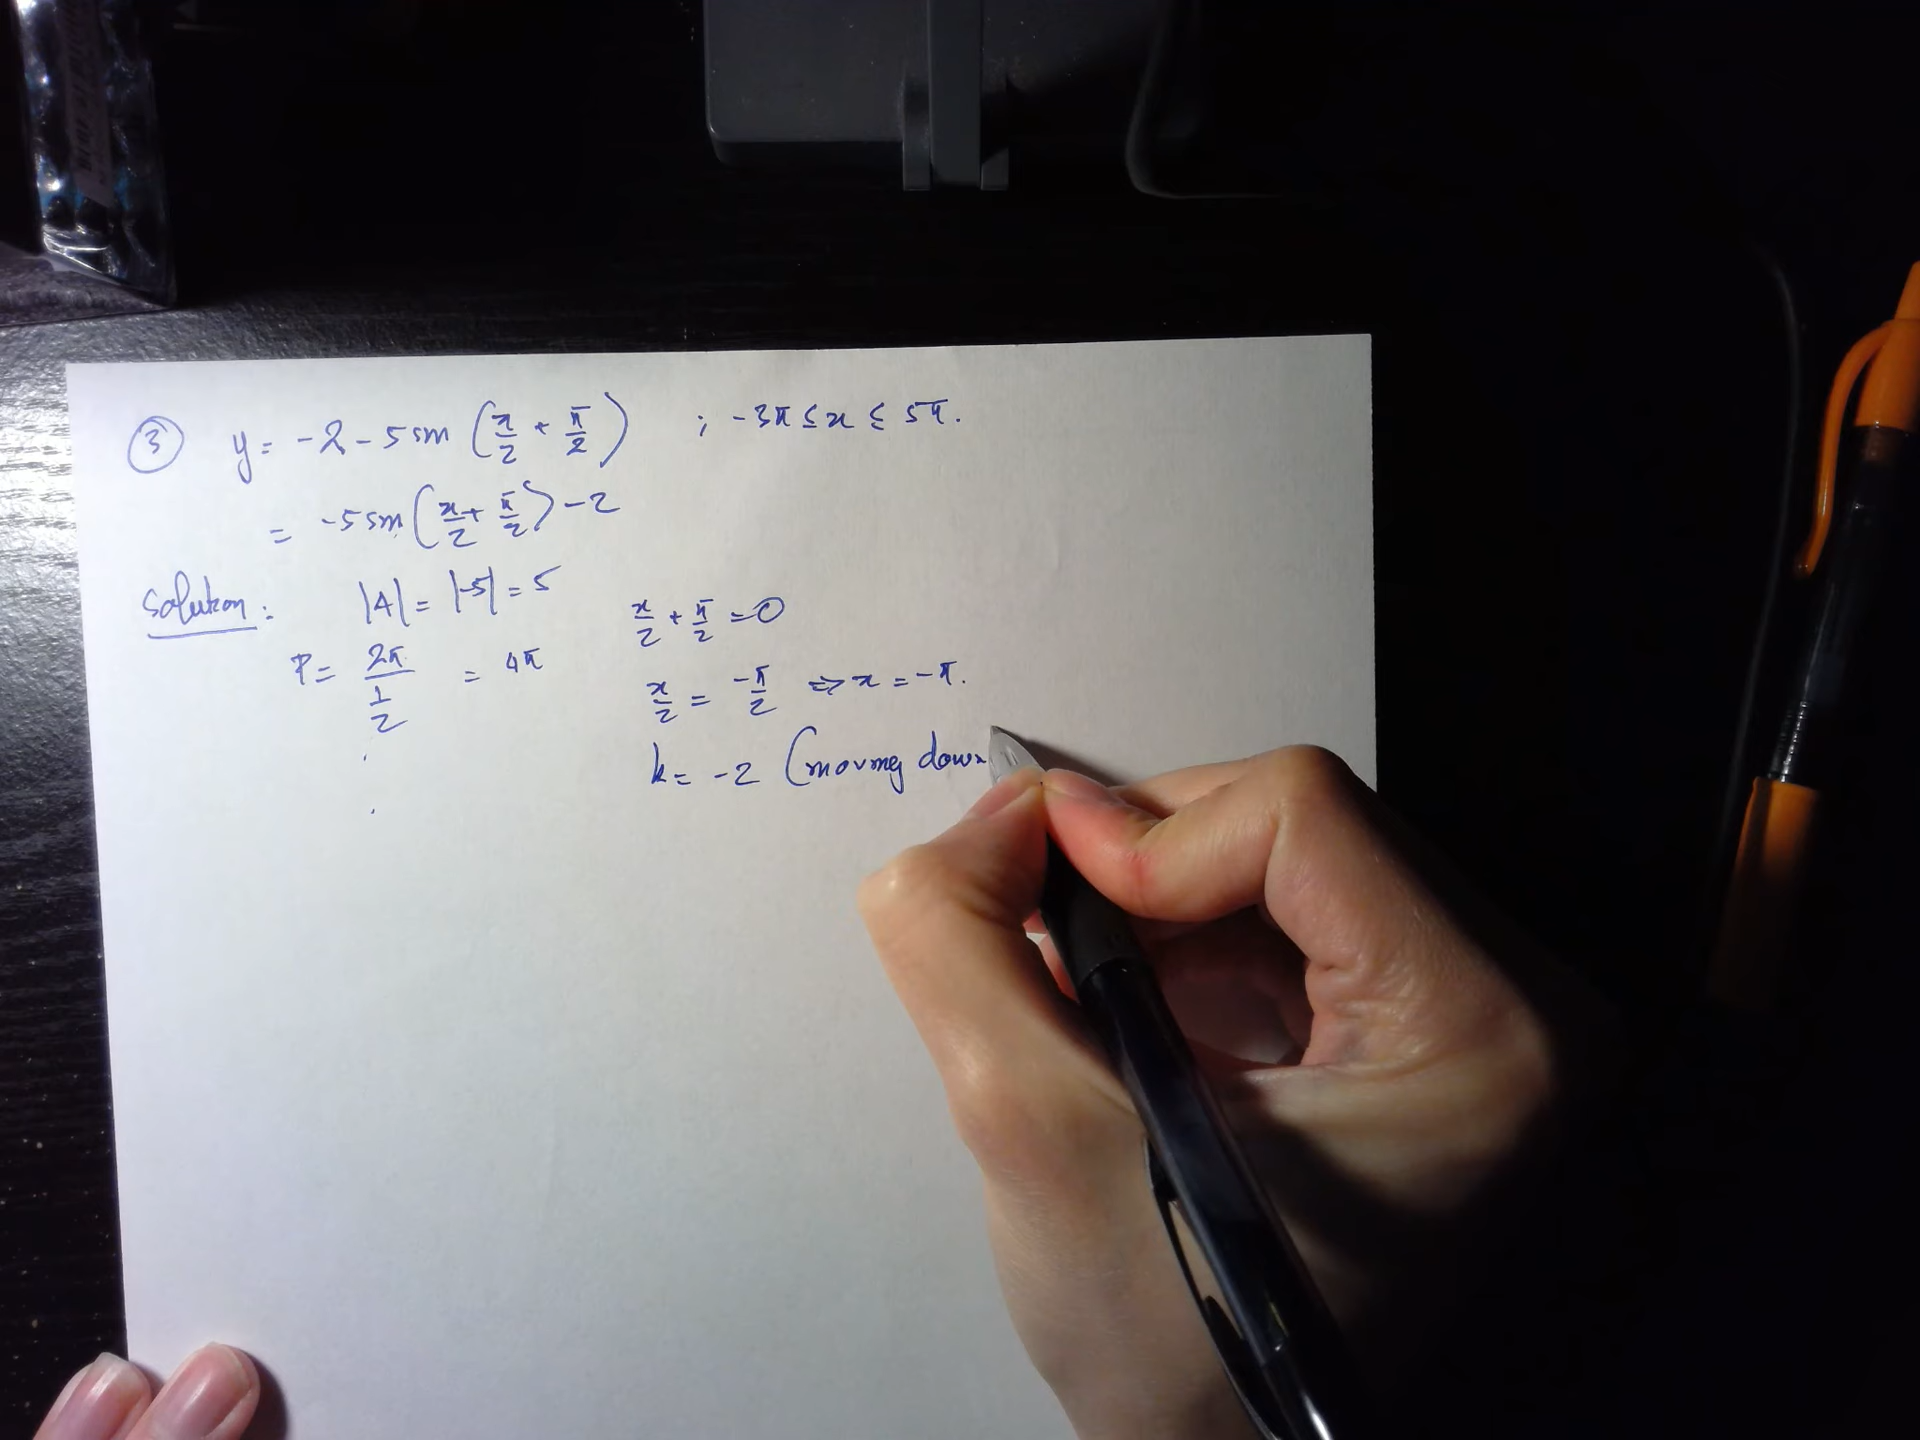 ③ y = -2 - 5 sin (x/2 + π/2) ; -3π ≤ x ≤ 5π.
= -5 sin (x/2 + π/2) - 2
Solution: |A| = |-5| = 5
x/2 + π/2 = 0
P = 2π / (1/2) = 4π
x/2 = -π/2 ⇒ x = -π.
k = -2 (moving down